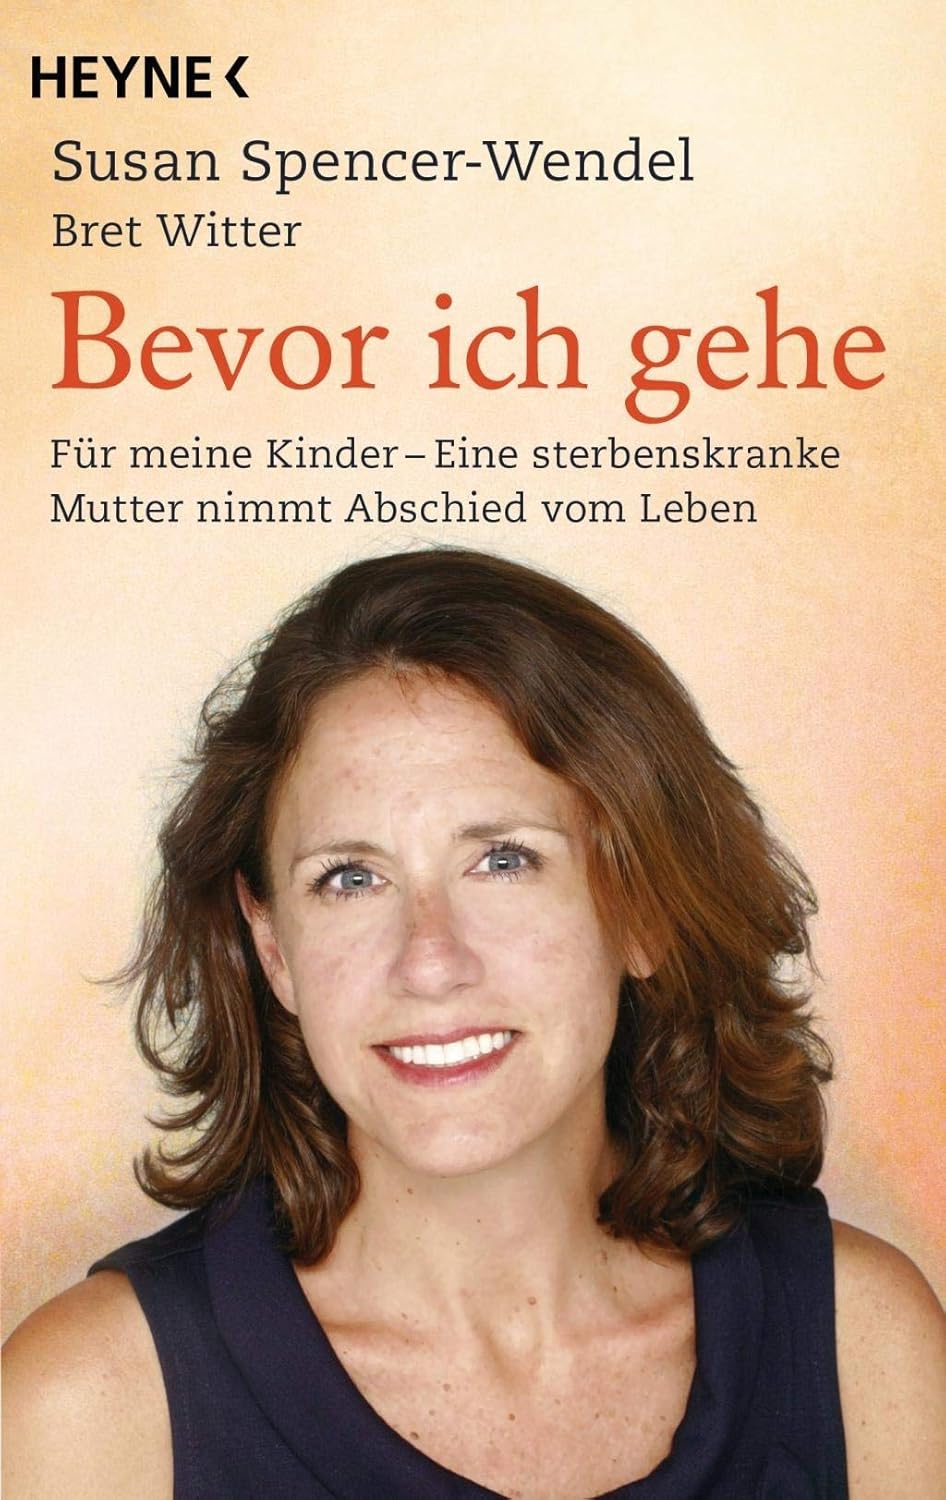 HEYNE<
Susan Spencer-Wendel
Bret Witter
Bevor ich gehe
Für meine Kinder – Eine sterbenskranke
Mutter nimmt Abschied vom Leben